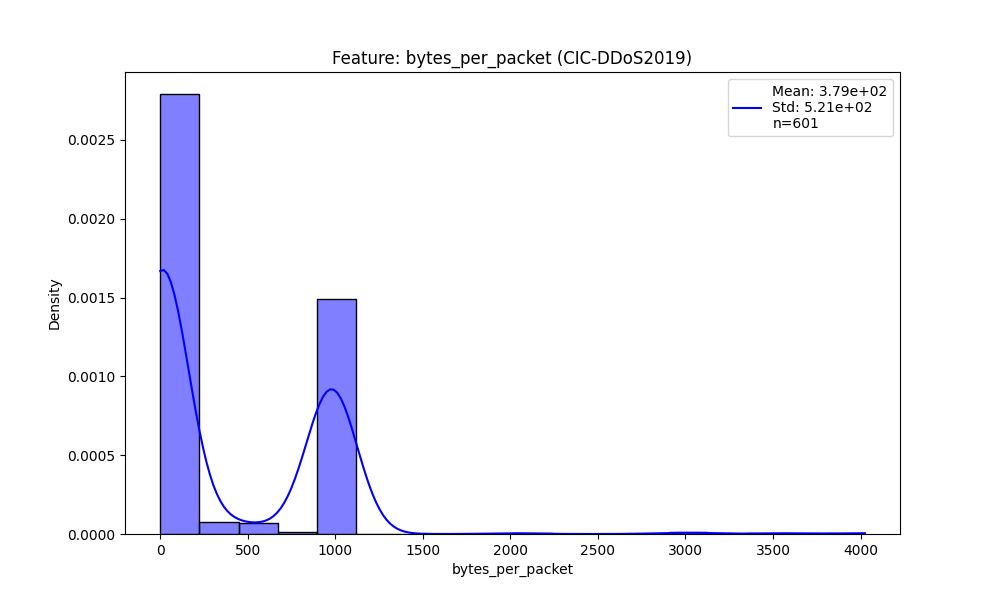 Feature: bytes_per_packet (CIC-DDoS2019)
Mean: 3.79e+02
Std: 5.21e+02
n=601
Density
0.0025
0.0020
0.0015
0.0010
0.0005
0.0000
0 500 1000 1500 2000 2500 3000 3500 4000
bytes_per_packet